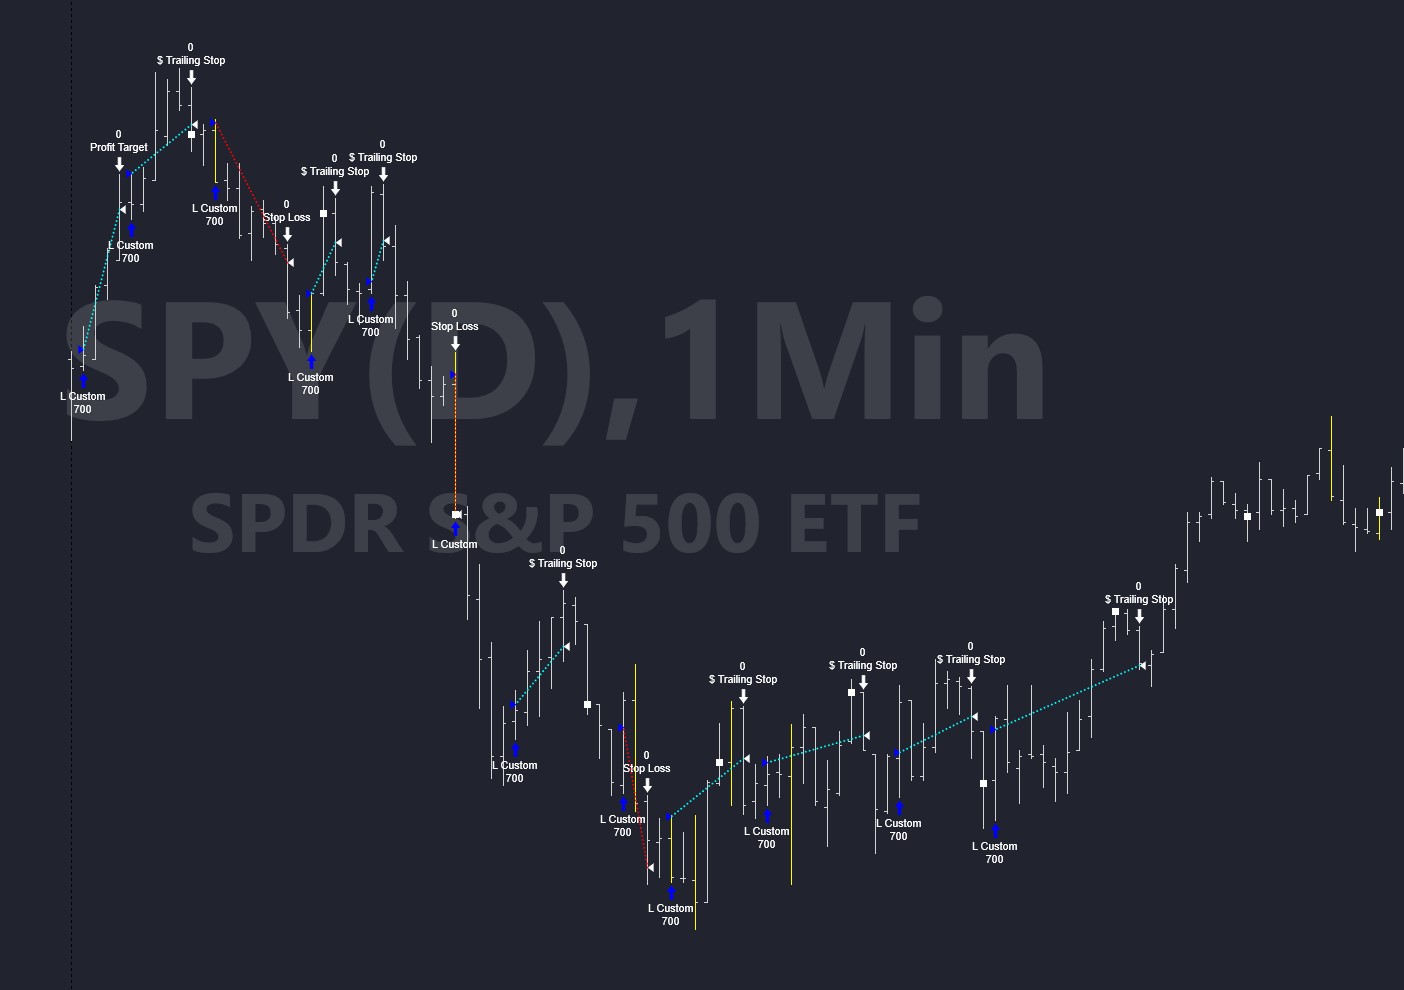 0
$ Trailing Stop
0
Profit Target
0
$ Trailing Stop
0
$ Trailing Stop
L Custom
700
0
Stop Loss
L Custom
700
0
Stop Loss
L Custom
700
L Custom
700
L Custom
700
SPY(D),1Min
SPDR S&P 500 ETF
L Custom
0
$ Trailing Stop
0
$ Trailing Stop
0
$ Trailing Stop
0
$ Trailing Stop
0
$ Trailing Stop
0
Stop Loss
L Custom
700
L Custom
700
L Custom
700
L Custom
700
L Custom
700
L Custom
700